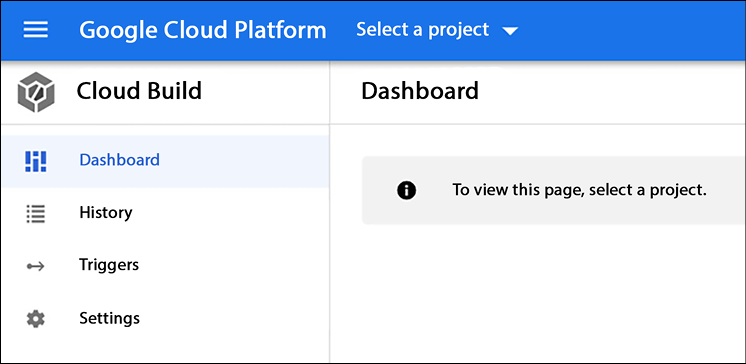 Google Cloud Platform Select a project
Cloud Build
Dashboard
Dashboard
To view this page, select a project.
History
Triggers
Settings